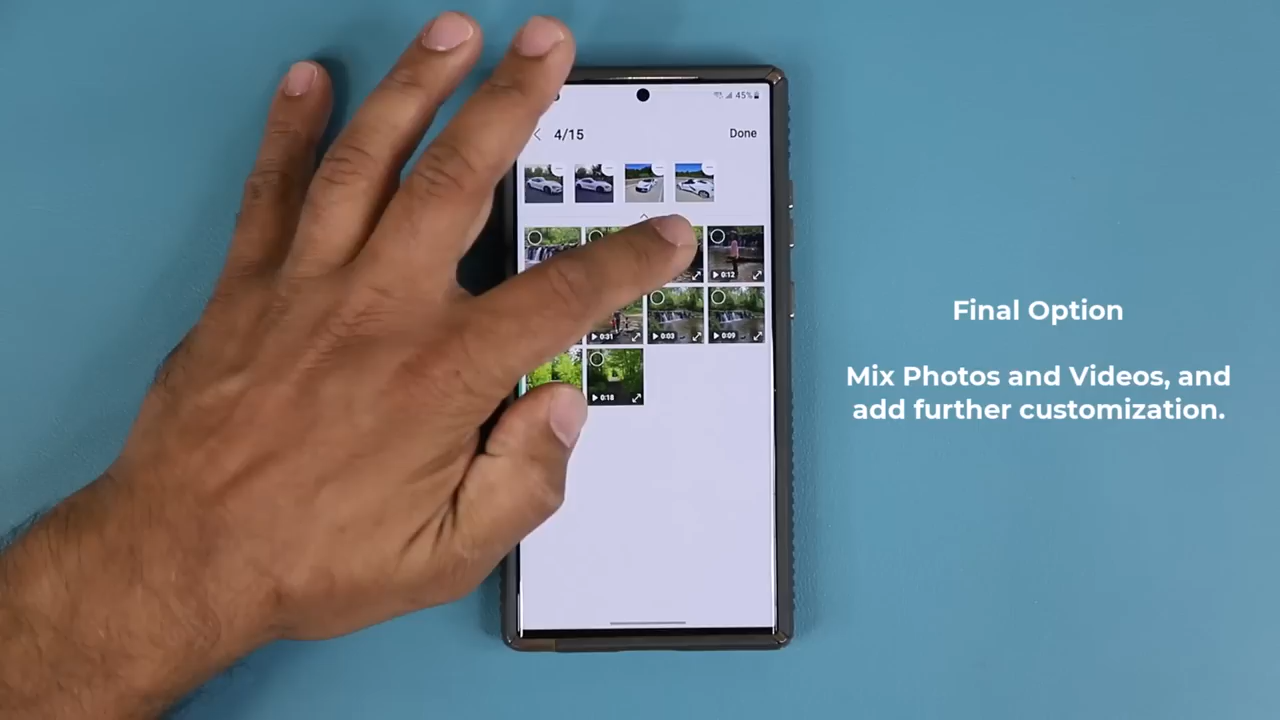 45%
4/15
Done
Final Option
Mix Photos and Videos, and
add further customization.
0:12
0:31
0:03
0:09
0:18